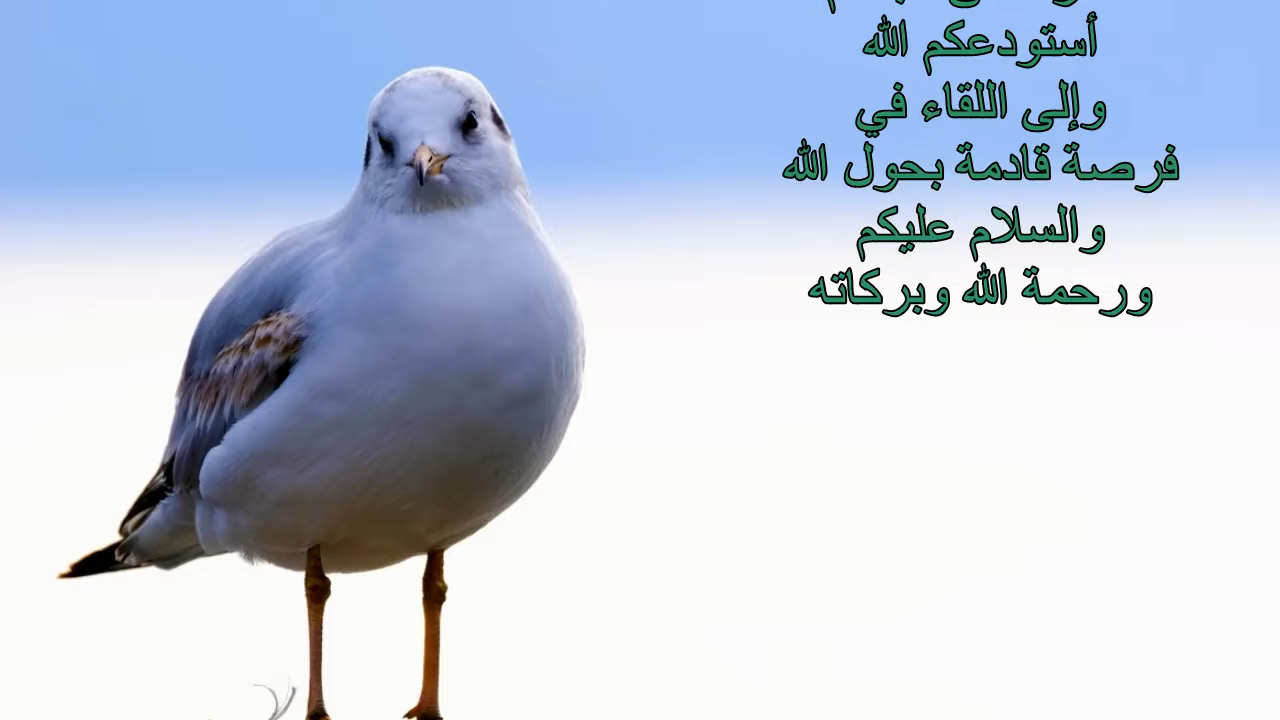 أستودعكم الله
وإلى اللقاء في
فرصة قادمة بحول الله
والسلام عليكم
ورحمة الله وبركاته